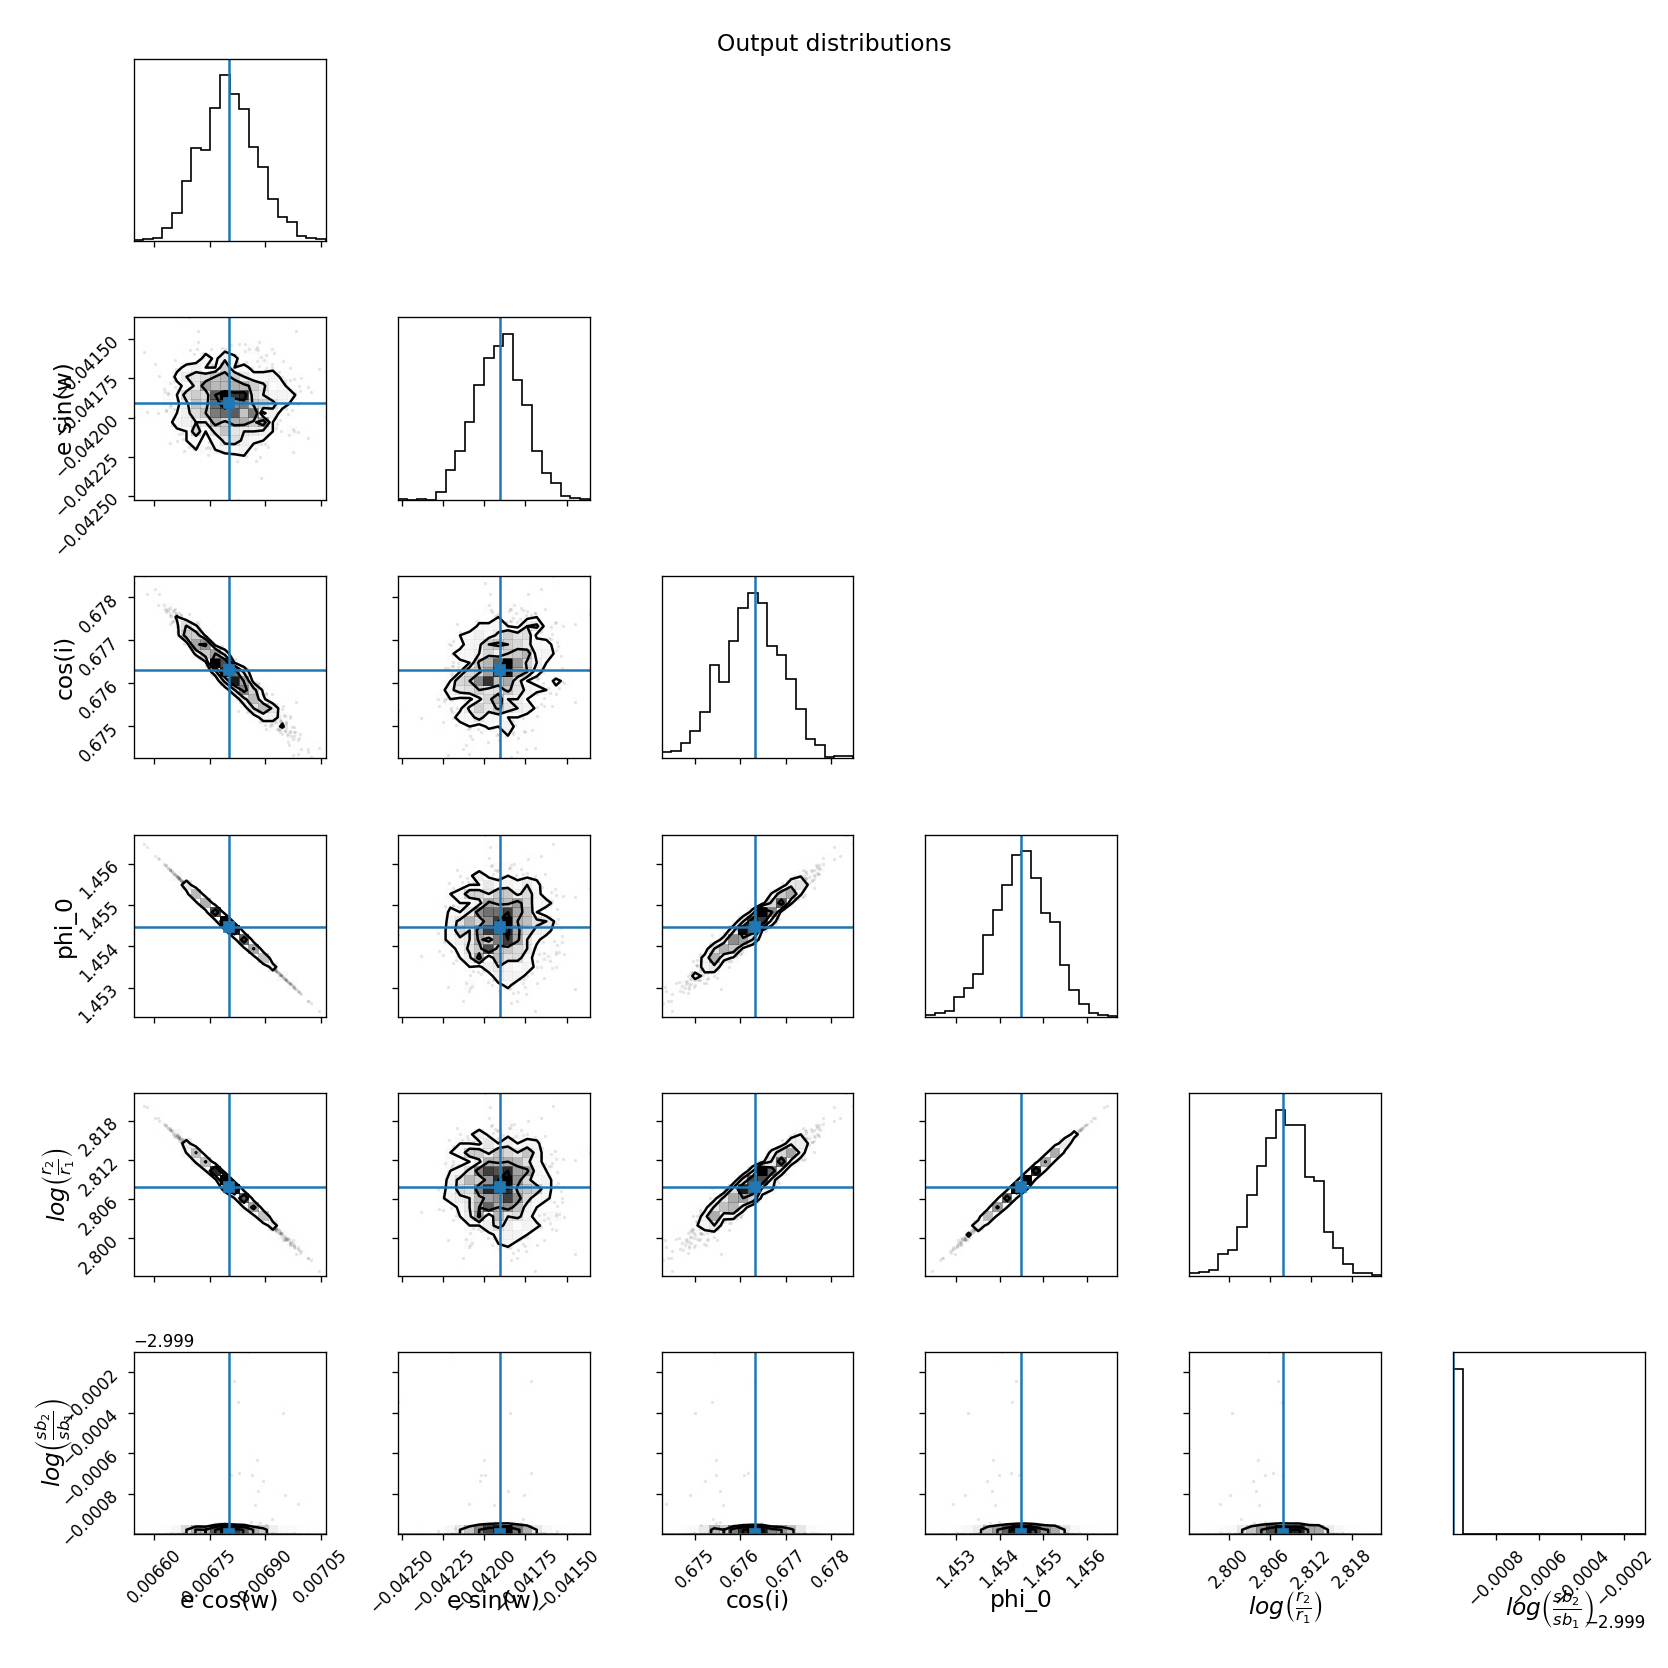 Output distributions
e sin(w)
−0.04150
−0.04175
−0.04200
−0.04225
−0.04250
cos(i)
0.678
0.677
0.676
0.675
phi_0
1.456
1.455
1.454
1.453
log(r₂/r₁)
2.818
2.812
2.806
2.800
−2.999
log(sb₂/sb₁)
−0.0002
−0.0004
−0.0006
−0.0008
0.00660 0.00675 0.00690 0.00705
−0.04250 −0.04225 −0.04200 −0.04175 −0.04150
0.675 0.676 0.677 0.678
1.453 1.454 1.455 1.456
2.800 2.806 2.812 2.818
−0.0008 −0.0006 −0.0004 −0.0002
e cos(w)
e sin(w)
cos(i)
phi_0
log(r₂/r₁)
log(sb₂/sb₁)
−2.999